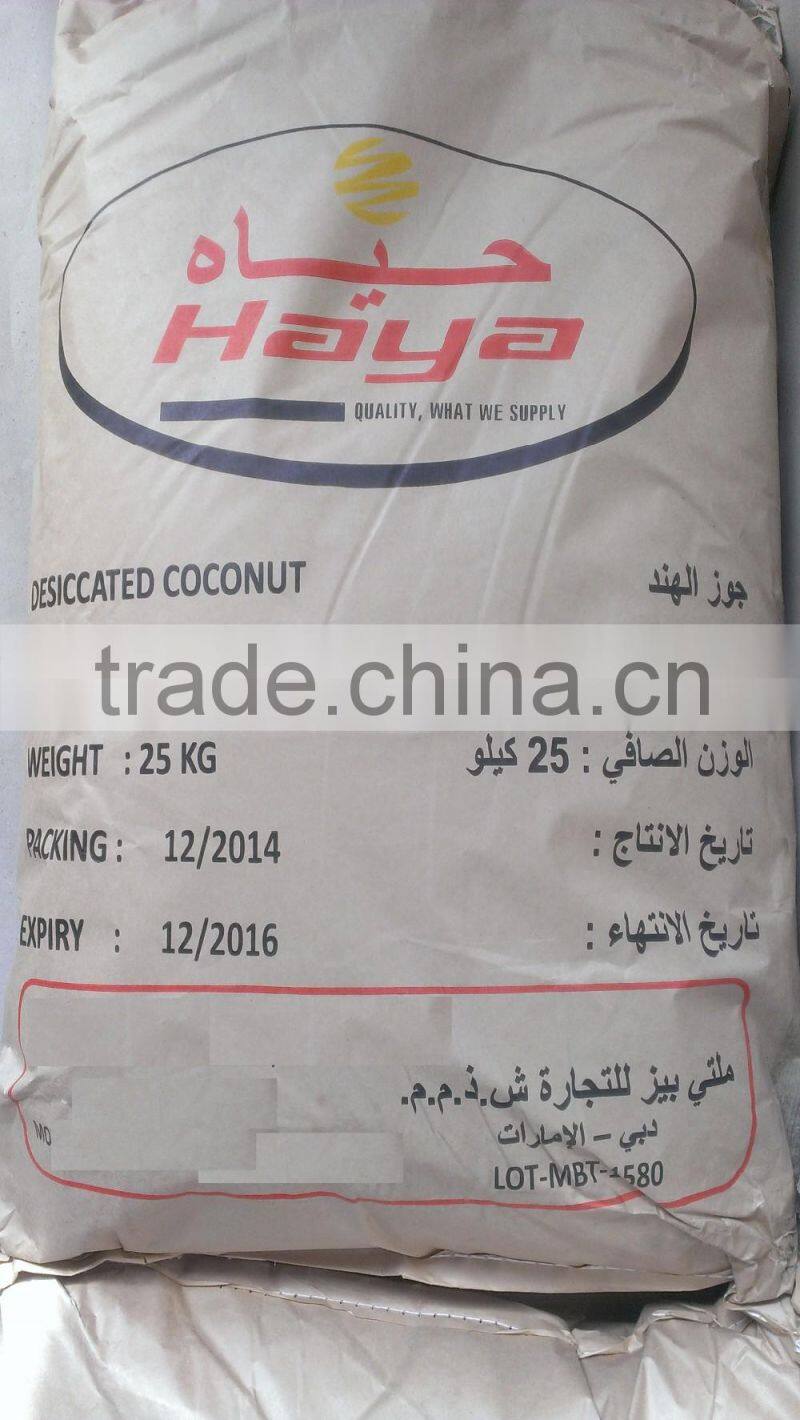 حياه
Haya
QUALITY, WHAT WE SUPPLY
DESICCATED COCONUT جوز الهند
trade.china.cn
WEIGHT : 25 KG الوزن الصافي : 25 كيلو
PACKING : 12/2014 تاريخ الانتاج :
EXPIRY : 12/2016 تاريخ الانتهاء :
ملتي بيز للتجارة ش.ذ.م.م.
MO دبي – الإمارات